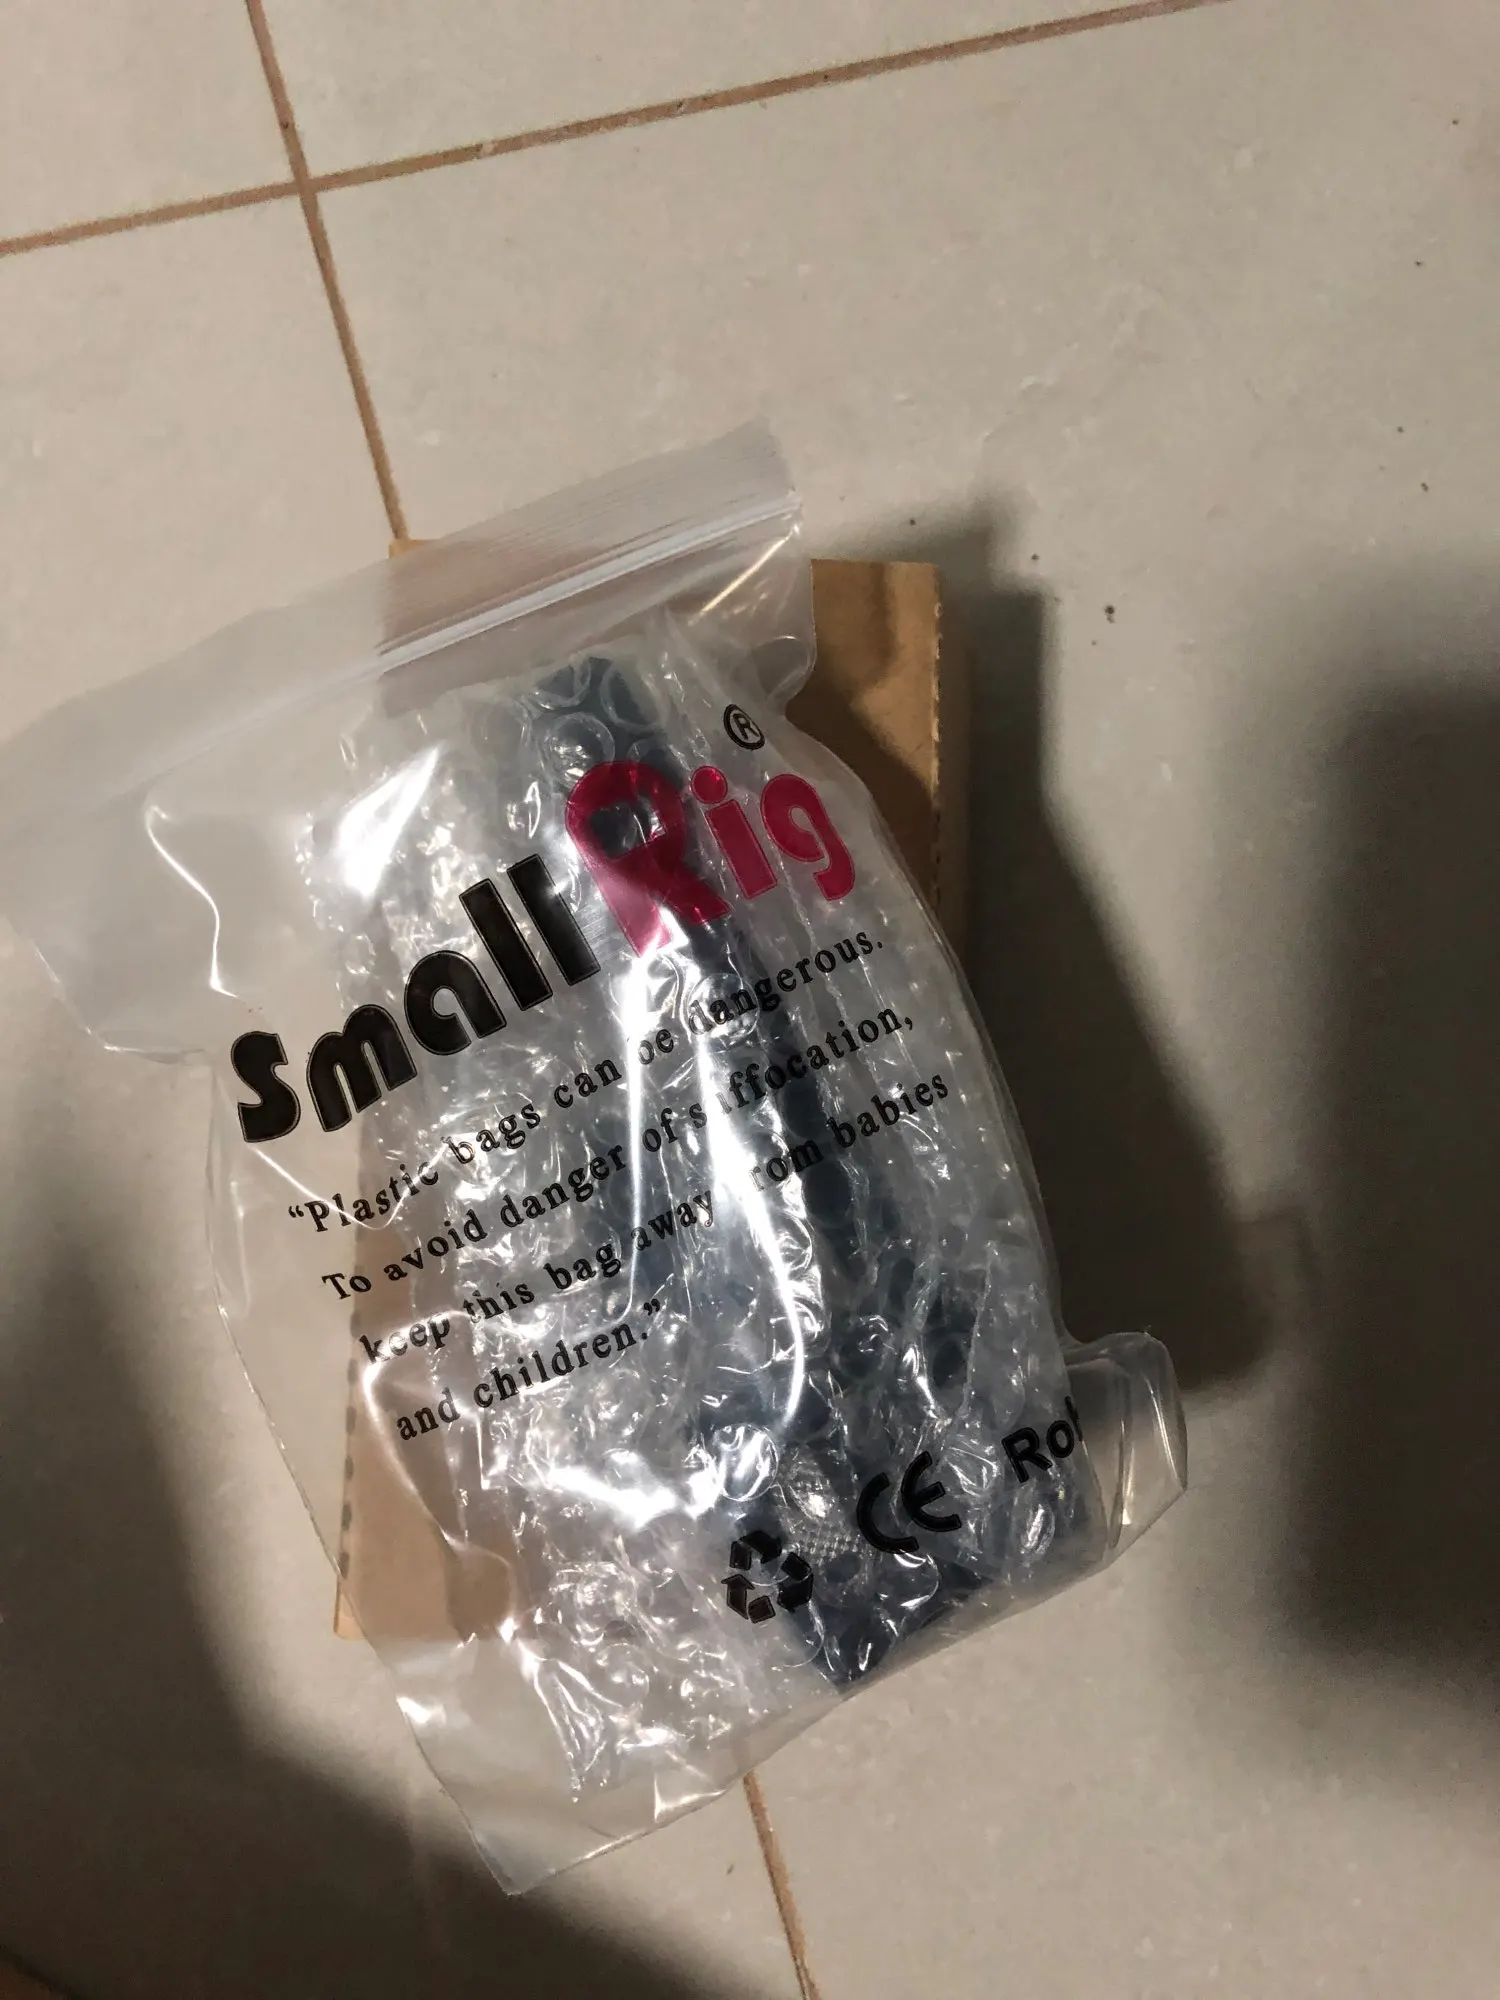 SmallRig®
“Plastic bags can be dangerous.
To avoid danger of suffocation,
keep this bag away from babies
and children.”
CE